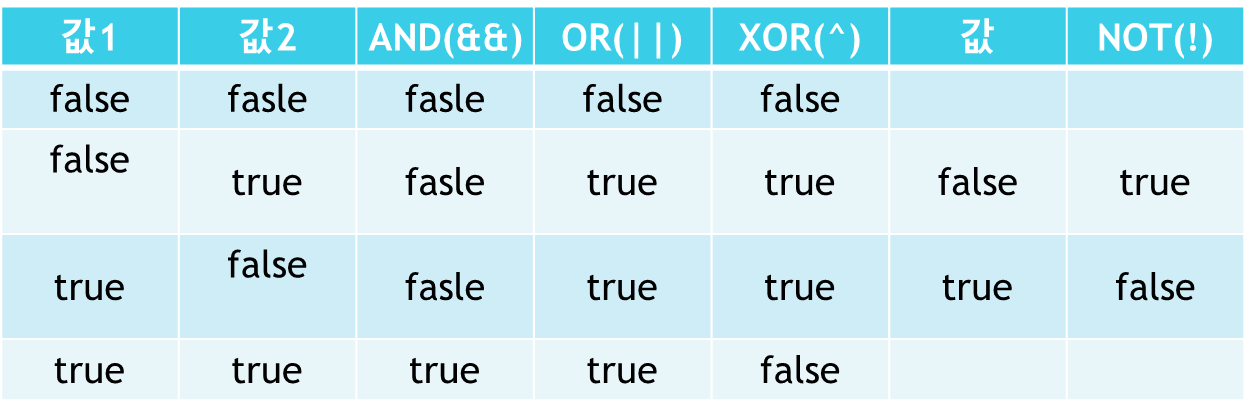 값1 값2 AND(&&) OR(||) XOR(^) 값 NOT(!)
false fasle fasle false false
false true fasle true true false true
true false fasle true true true false
true true true true false